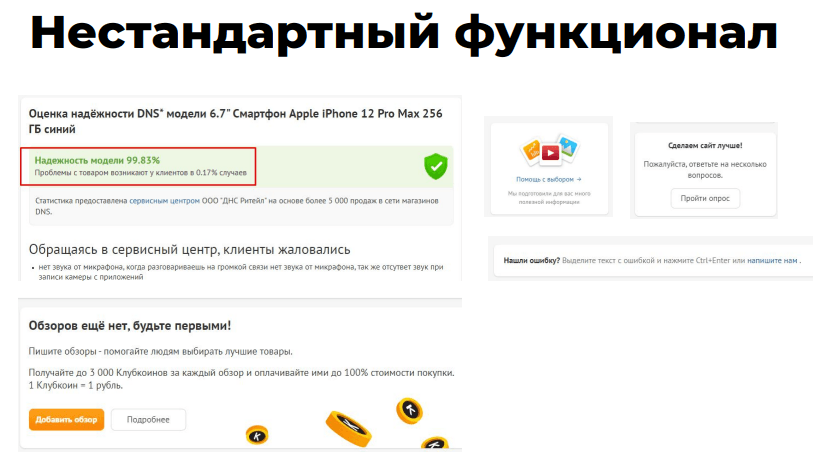 Нестандартный функционал
Оценка надёжности DNS* модели 6.7" Смартфон Apple iPhone 12 Pro Max 256
ГБ синий
Надежность модели 99.83%
Проблемы с товаром возникают у клиентов в 0.17% случаев
Статистика предоставлена сервисным центром ООО "ДНС Ритейл" на основе более 5 000 продаж в сети магазинов
DNS.
Обращаясь в сервисный центр, клиенты жаловались
• нет звука от микрофона, когда разговариваешь на громкой связи нет звука от микрофона, так же отсутет звук при
записи камеры с приложений
Помощь с выбором →
Мы подготовили для вас много
полезной информации
Сделаем сайт лучше!
Пожалуйста, ответьте на несколько
вопросов.
Пройти опрос
Нашли ошибку? Выделите текст с ошибкой и нажмите Ctrl+Enter или напишите нам .
Обзоров ещё нет, будьте первыми!
Пишите обзоры - помогайте людям выбирать лучшие товары.
Получайте до 3 000 Клубкоинов за каждый обзор и оплачивайте ими до 100% стоимости покупки.
1 Клубкоин = 1 рубль.
Добавить обзор
Подробнее